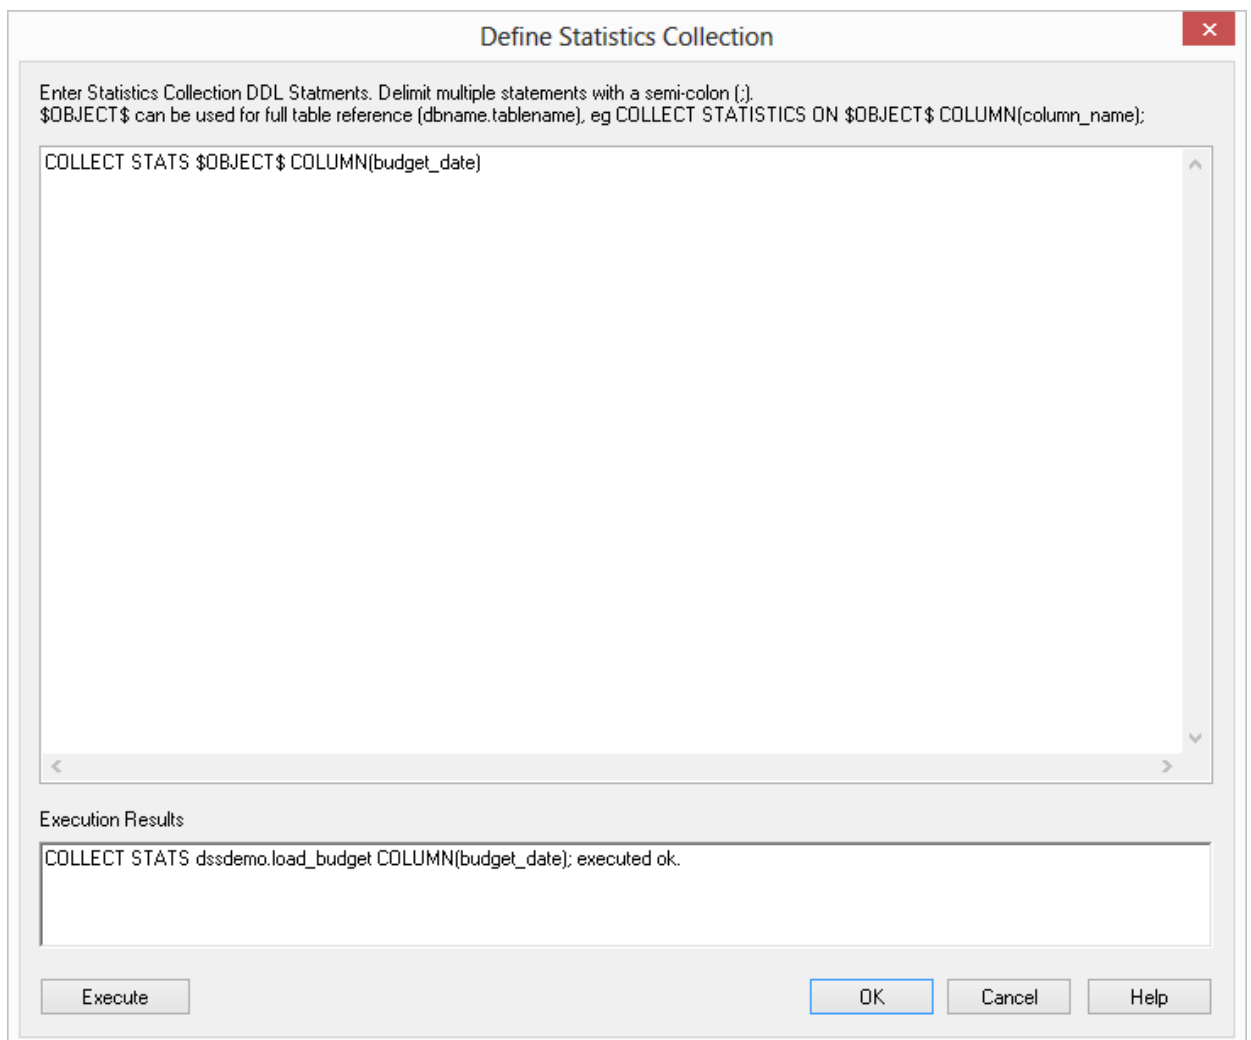 Define Statistics Collection
Enter Statistics Collection DDL Statments. Delimit multiple statements with a semi-colon (;).
$OBJECT$ can be used for full table reference (dbname.tablename), eg COLLECT STATISTICS ON $OBJECT$ COLUMN(column_name);
COLLECT STATS $OBJECT$ COLUMN(budget_date)
Execution Results
COLLECT STATS dssdemo.load_budget COLUMN(budget_date); executed ok.
Execute
OK
Cancel
Help